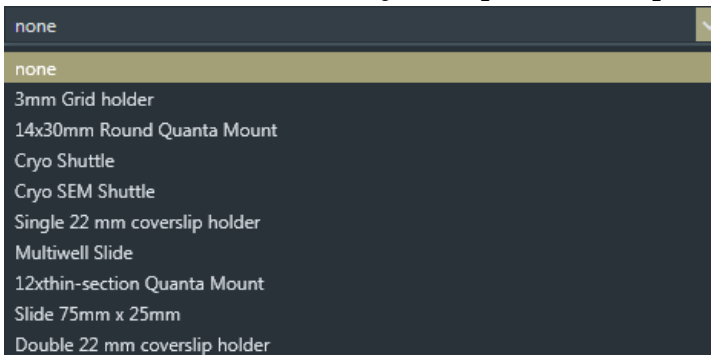 none
none
3mm Grid holder
14x30mm Round Quanta Mount
Cryo Shuttle
Cryo SEM Shuttle
Single 22 mm coverslip holder
Multiwell Slide
12xthin-section Quanta Mount
Slide 75mm x 25mm
Double 22 mm coverslip holder